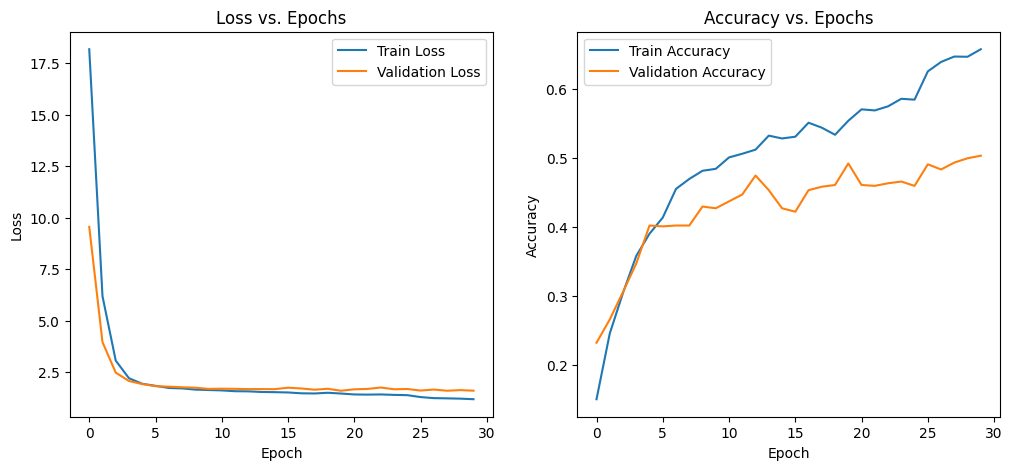 Loss vs. Epochs
Train Loss
Validation Loss
17.5
15.0
12.5
10.0
7.5
5.0
2.5
Loss
0 5 10 15 20 25 30
Epoch
Accuracy vs. Epochs
Train Accuracy
Validation Accuracy
0.6
0.5
0.4
0.3
0.2
Accuracy
0 5 10 15 20 25 30
Epoch